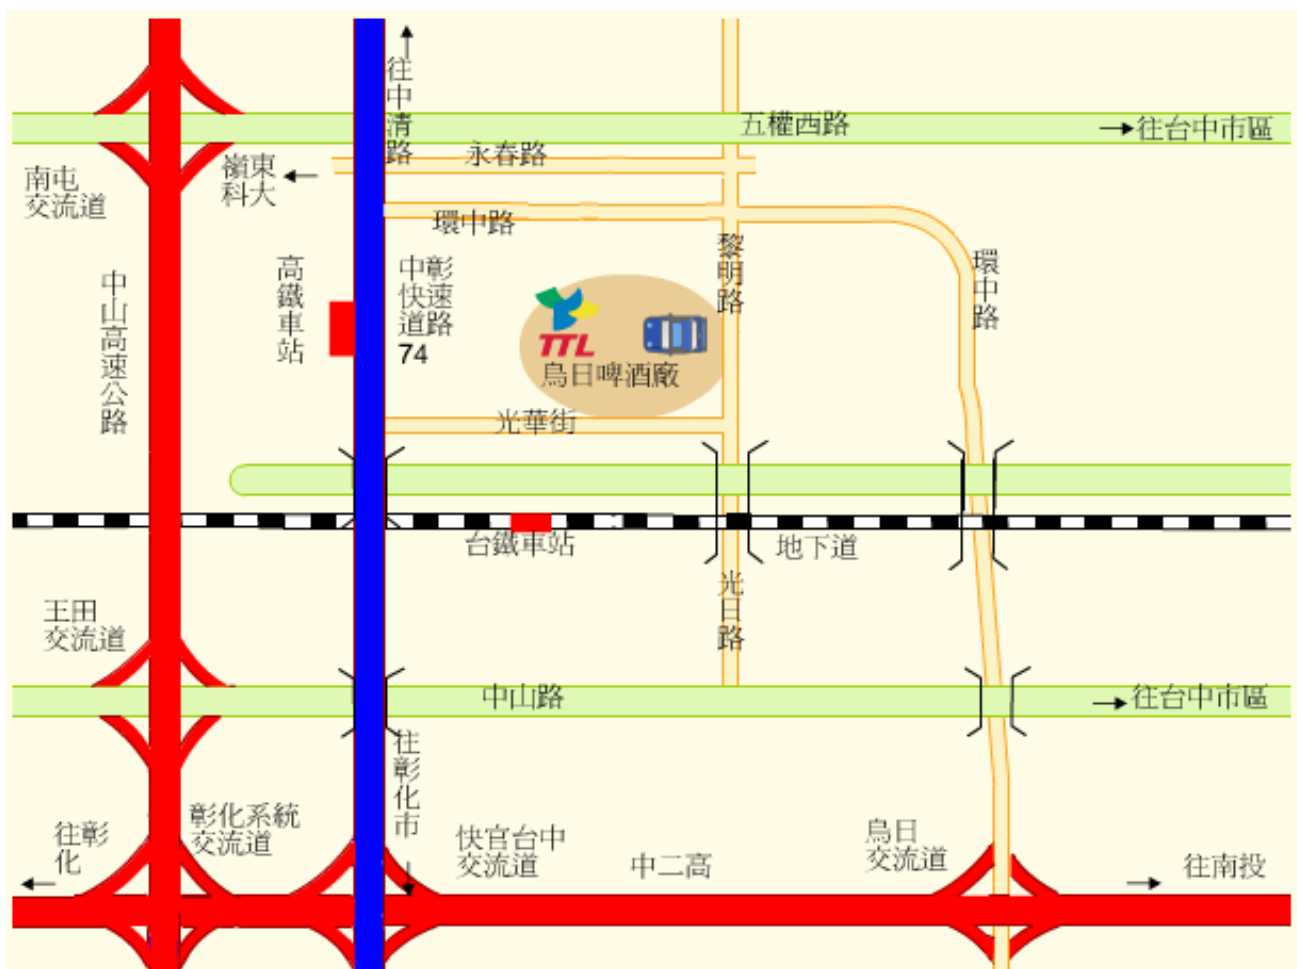 往中清路
五權西路
往台中市區
永春路
嶺東
科大
南屯
交流道
環中路
黎明路
環中路
中山高速公路
高鐵車站
中彰
快速
道路
74
TTL
烏日啤酒廠
光華街
台鐵車站
地下道
光日路
王田
交流道
中山路
往台中市區
往彰化市
彰化系統
交流道
往彰
化
快官台中
交流道
中二高
烏日
交流道
往南投